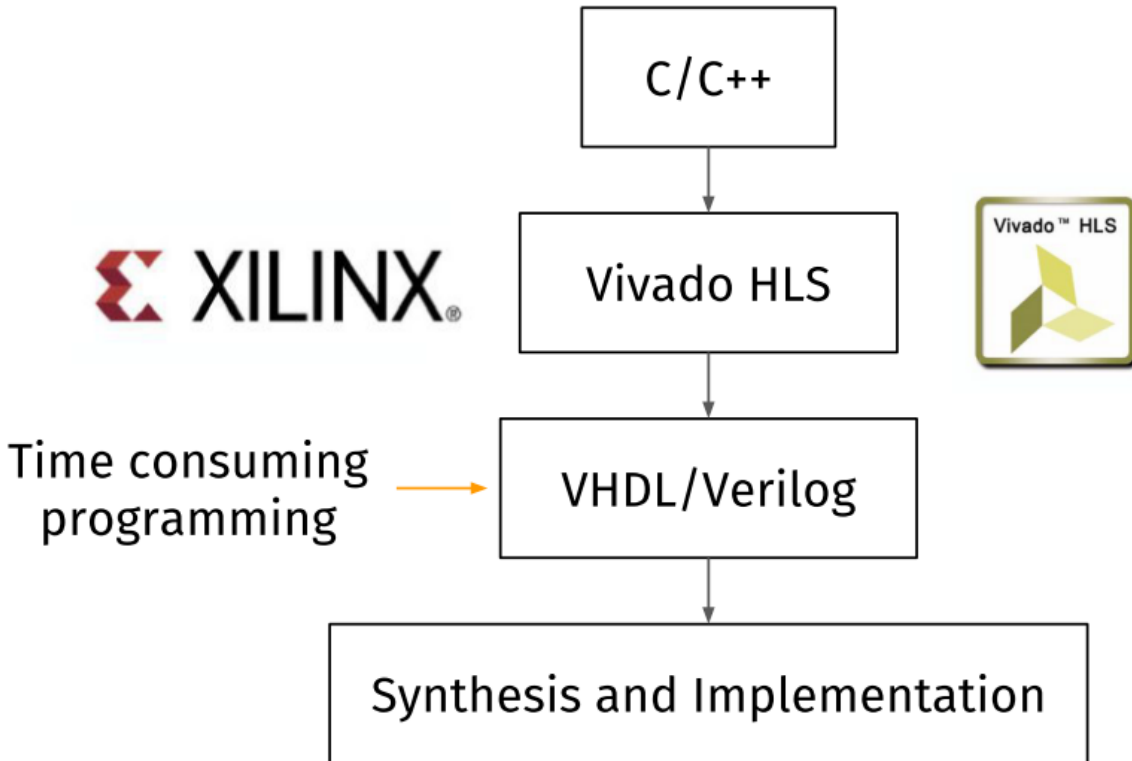 C/C++
Vivado™ HLS
XILINX®
Vivado HLS
Time consuming
programming
VHDL/Verilog
Synthesis and Implementation